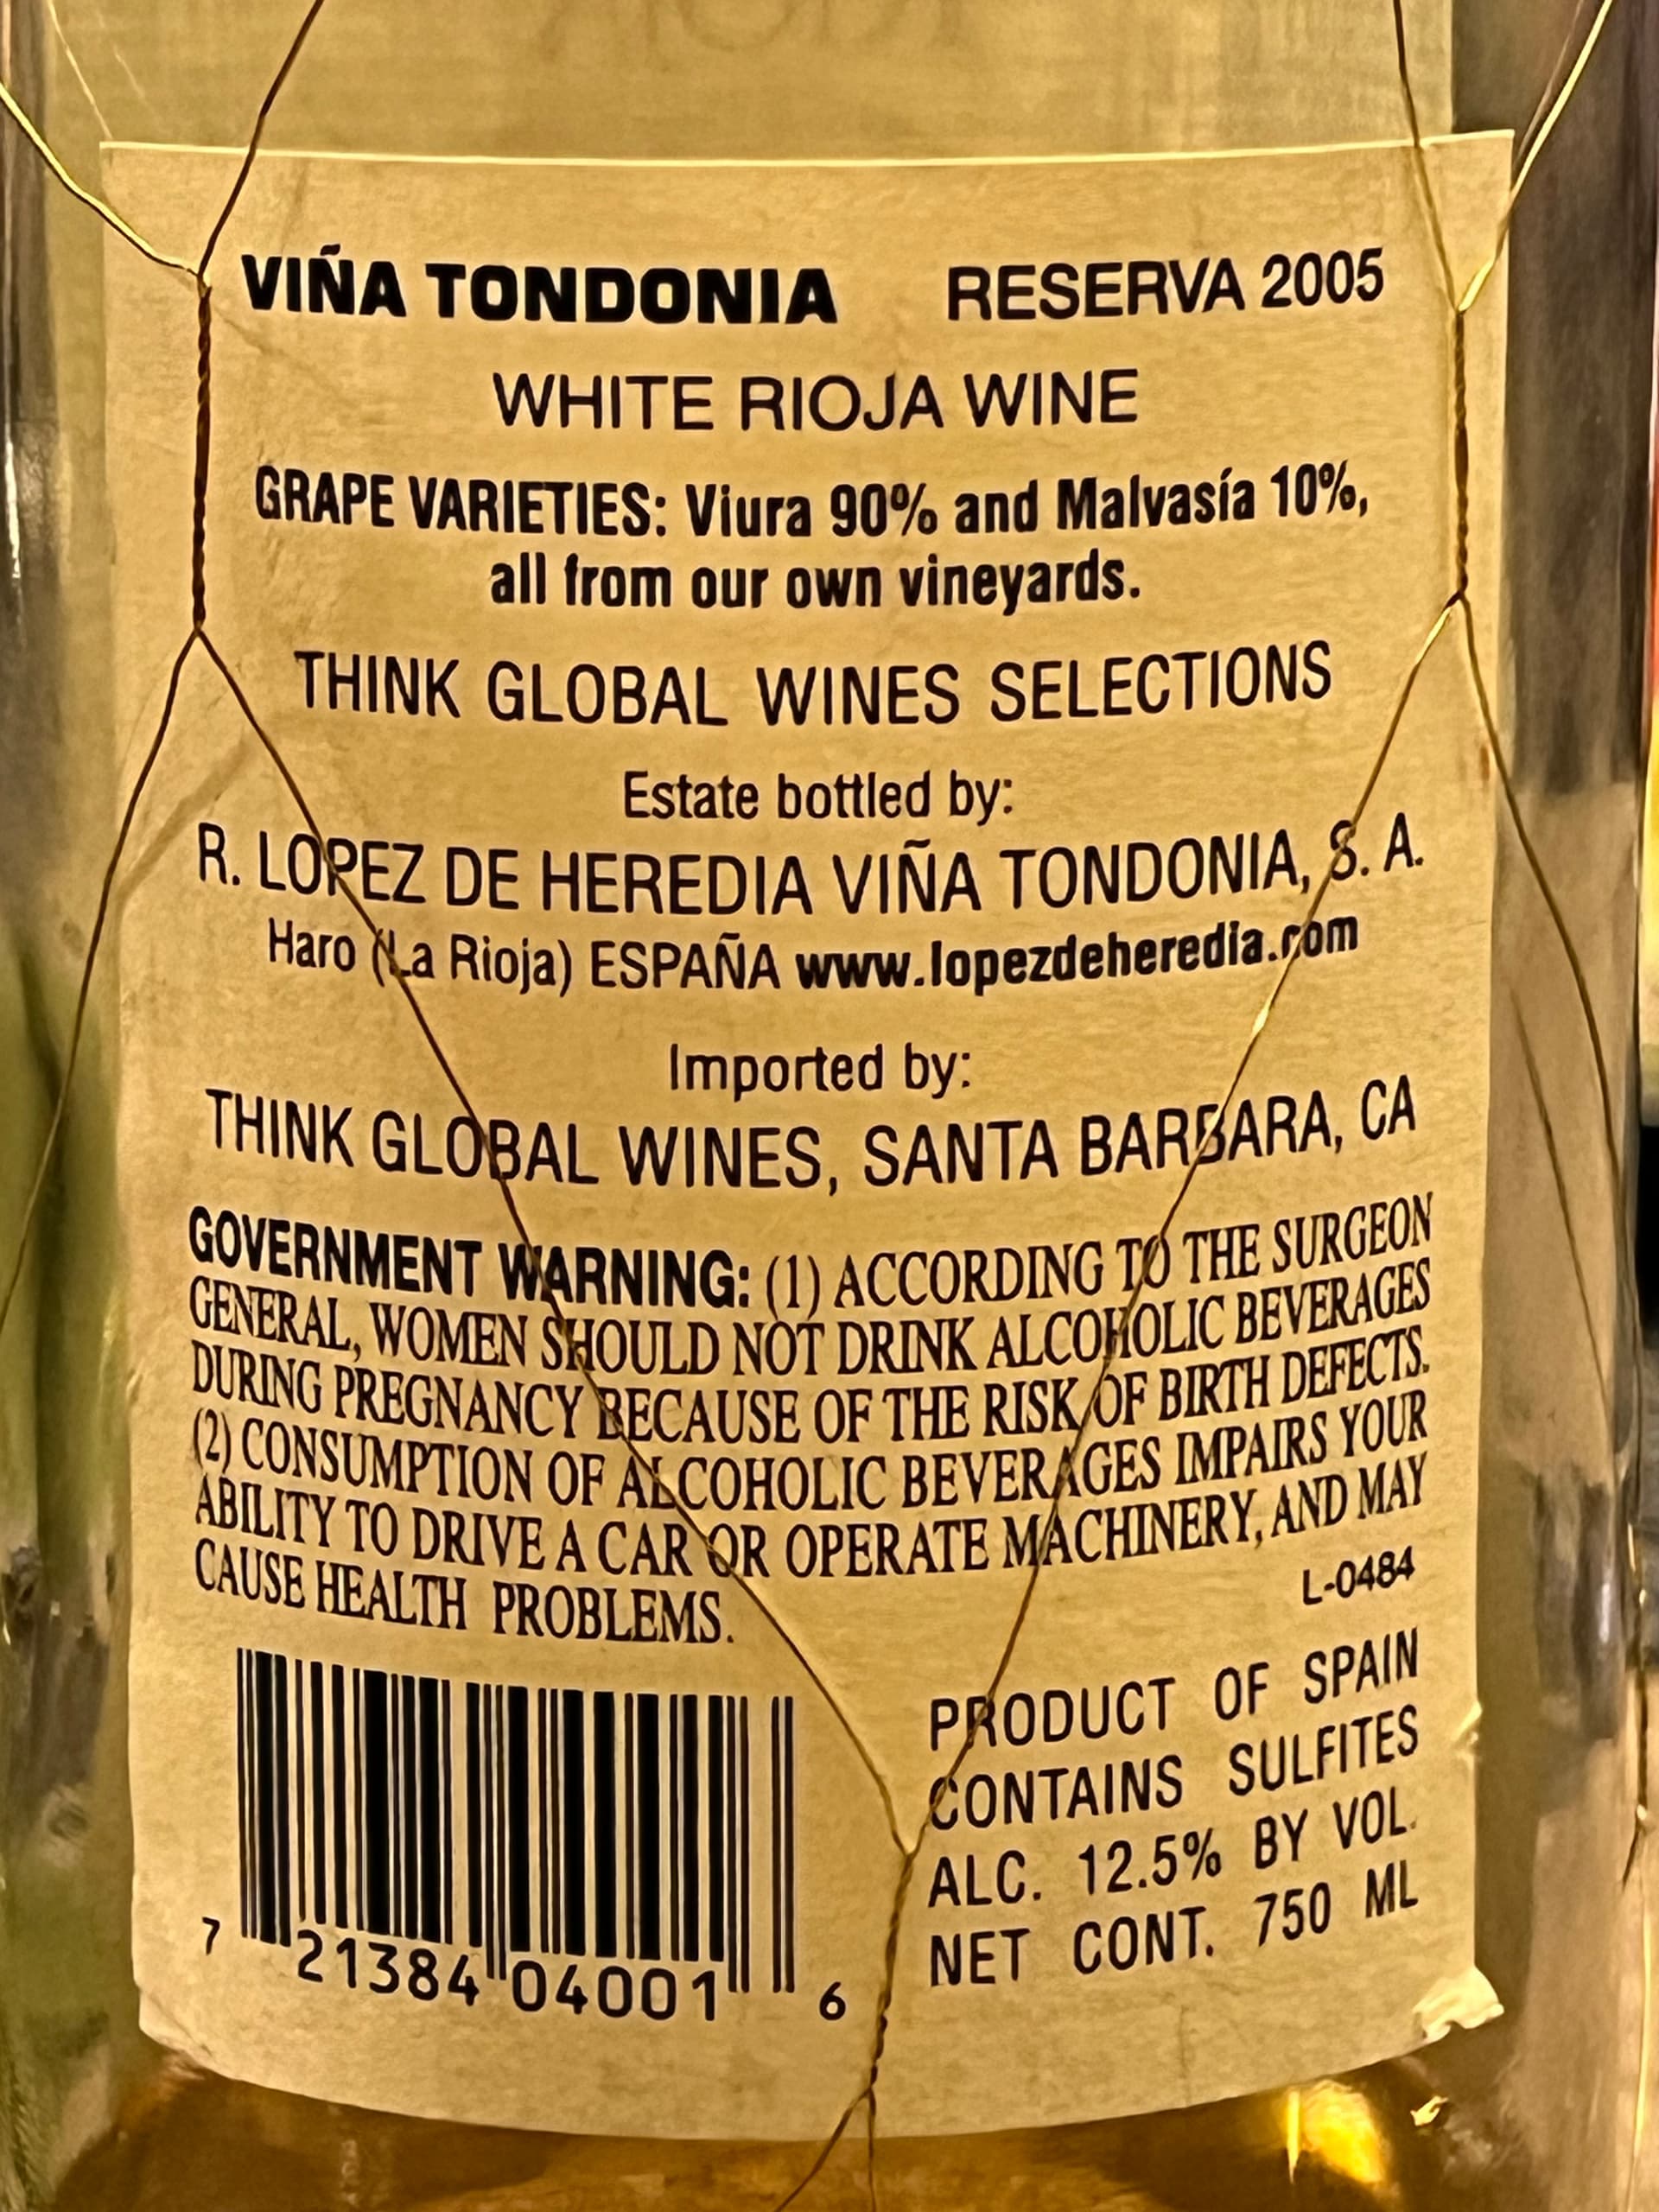 VIÑA TONDONIA RESERVA 2005
WHITE RIOJA WINE
GRAPE VARIETIES: Viura 90% and Malvasía 10%,
all from our own vineyards.
THINK GLOBAL WINES SELECTIONS
Estate bottled by:
R. LOPEZ DE HEREDIA VIÑA TONDONIA, S. A.
Haro (La Rioja) ESPAÑA www.lopezdeheredia.com
Imported by:
THINK GLOBAL WINES, SANTA BARBARA, CA
GOVERNMENT WARNING: (1) ACCORDING TO THE SURGEON
GENERAL, WOMEN SHOULD NOT DRINK ALCOHOLIC BEVERAGES
DURING PREGNANCY BECAUSE OF THE RISK OF BIRTH DEFECTS.
(2) CONSUMPTION OF ALCOHOLIC BEVERAGES IMPAIRS YOUR
ABILITY TO DRIVE A CAR OR OPERATE MACHINERY, AND MAY
CAUSE HEALTH PROBLEMS.
L-0484
PRODUCT OF SPAIN
CONTAINS SULFITES
ALC. 12.5% BY VOL.
NET CONT. 750 ML
7 21384 04001 6